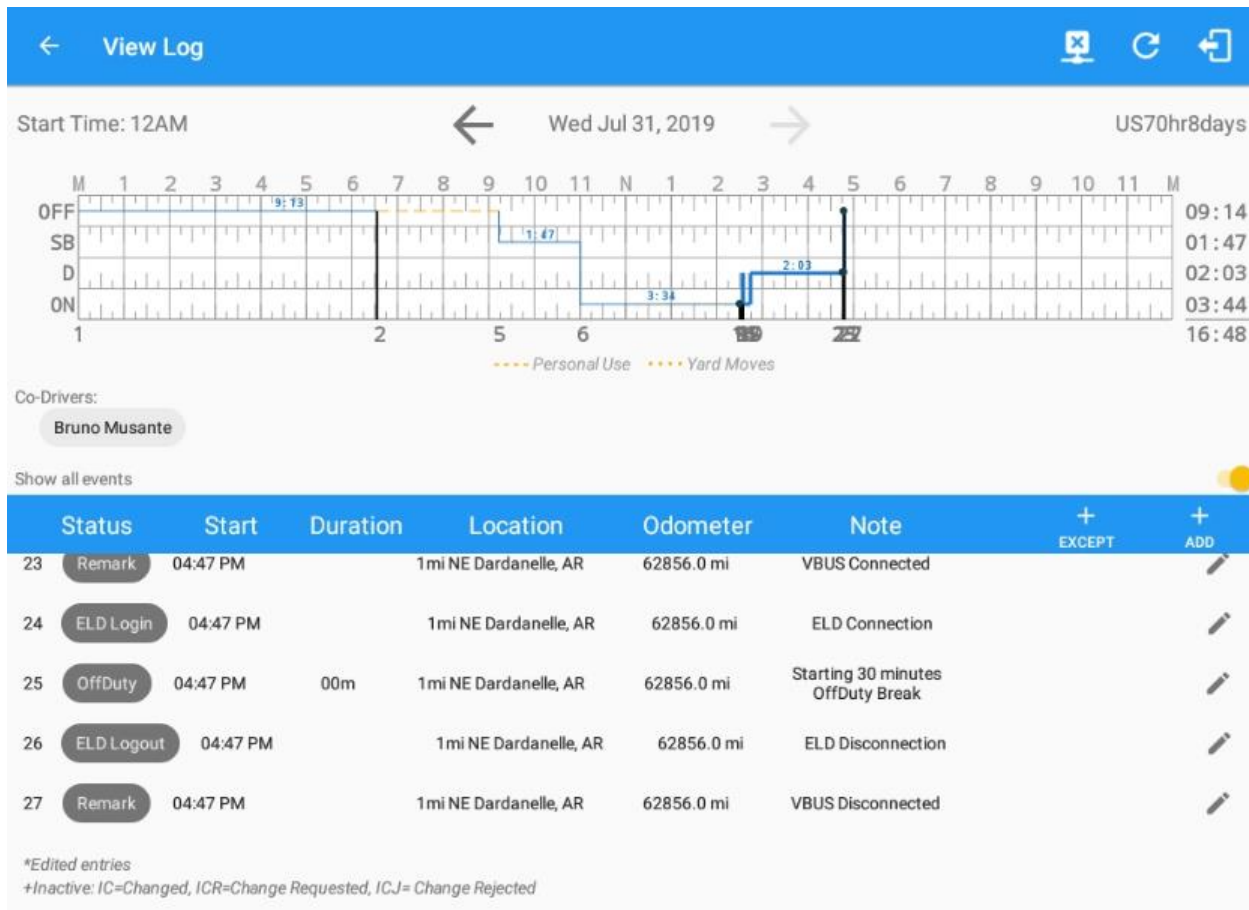 View Log
Start Time: 12AM Wed Jul 31, 2019 US70hr8days
M 1 2 3 4 5 6 7 8 9 10 11 N 1 2 3 4 5 6 7 8 9 10 11 M
OFF 9:13 09:14
SB 1:47 01:47
D 2:03 02:03
ON 3:34 03:44
1 2 5 6 16:48
Personal Use Yard Moves
Co-Drivers:
Bruno Musante
Show all events
Status Start Duration Location Odometer Note + EXCEPT + ADD
23 Remark 04:47 PM 1mi NE Dardanelle, AR 62856.0 mi VBUS Connected
24 ELD Login 04:47 PM 1mi NE Dardanelle, AR 62856.0 mi ELD Connection
25 OffDuty 04:47 PM 00m 1mi NE Dardanelle, AR 62856.0 mi Starting 30 minutes
OffDuty Break
26 ELD Logout 04:47 PM 1mi NE Dardanelle, AR 62856.0 mi ELD Disconnection
27 Remark 04:47 PM 1mi NE Dardanelle, AR 62856.0 mi VBUS Disconnected
*Edited entries
+Inactive: IC=Changed, ICR=Change Requested, ICJ= Change Rejected